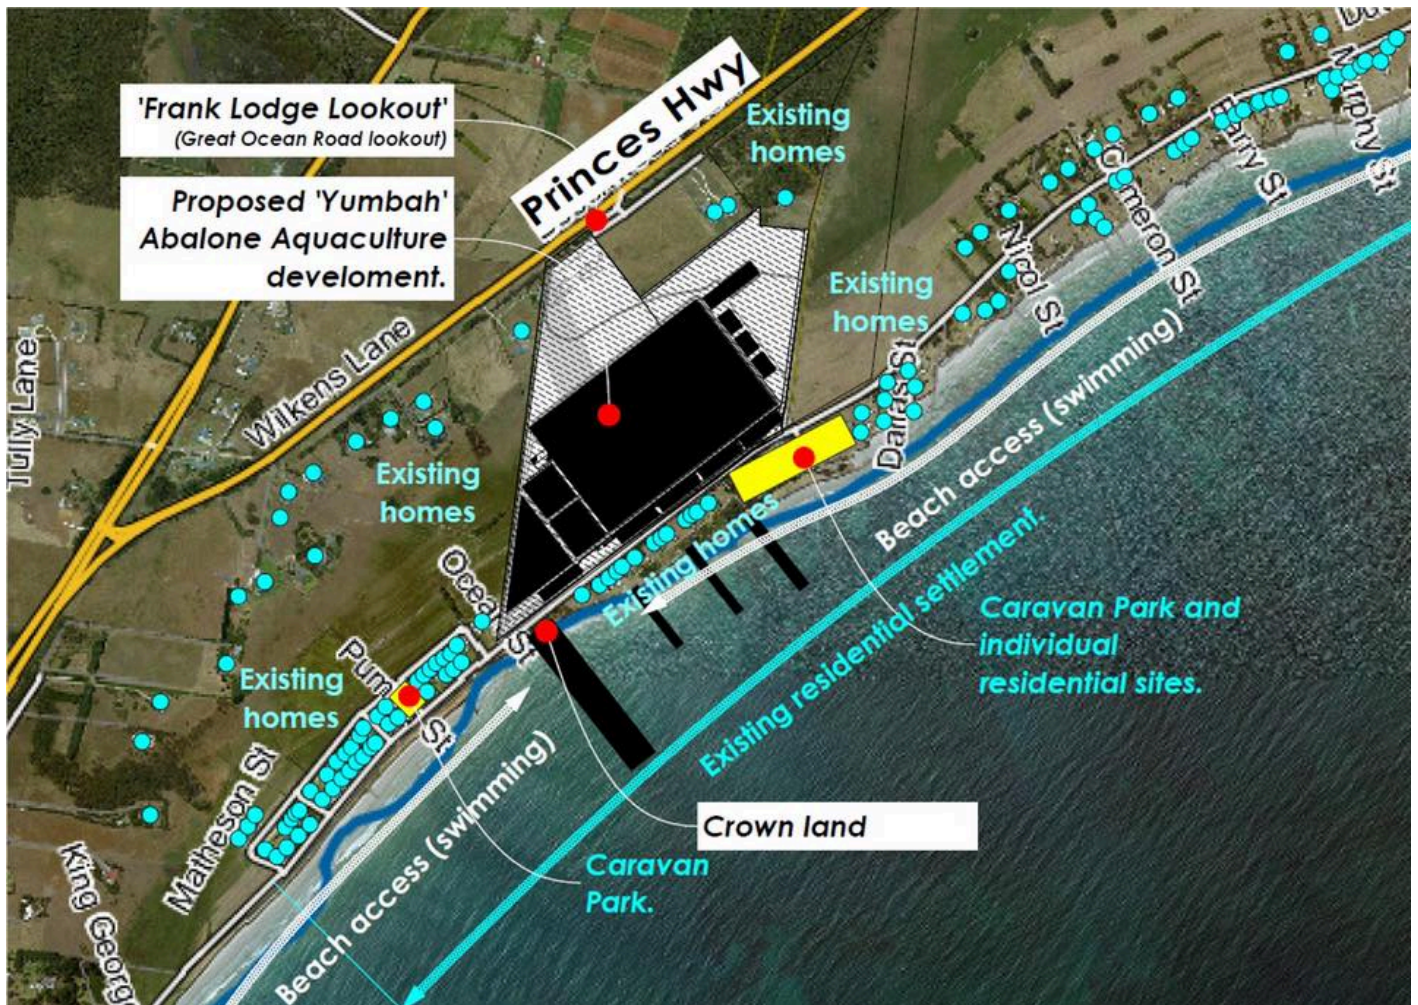 'Frank Lodge Lookout'
(Great Ocean Road lookout)
Proposed 'Yumbah'
Abalone Aquaculture
develoment.
Princes Hwy
Existing
homes
Murphy St
Barry St
Cameron St
Nicol St
Existing
homes
Dallas St
Wilkens Lane
Tully Lane
Existing
homes
Existing homes
Beach access (swimming)
Existing residential settlement.
Caravan Park and
individual
residential sites.
Existing
homes
St
St
Matheson St
King George
Crown land
Caravan
Park.
Beach access (swimming)